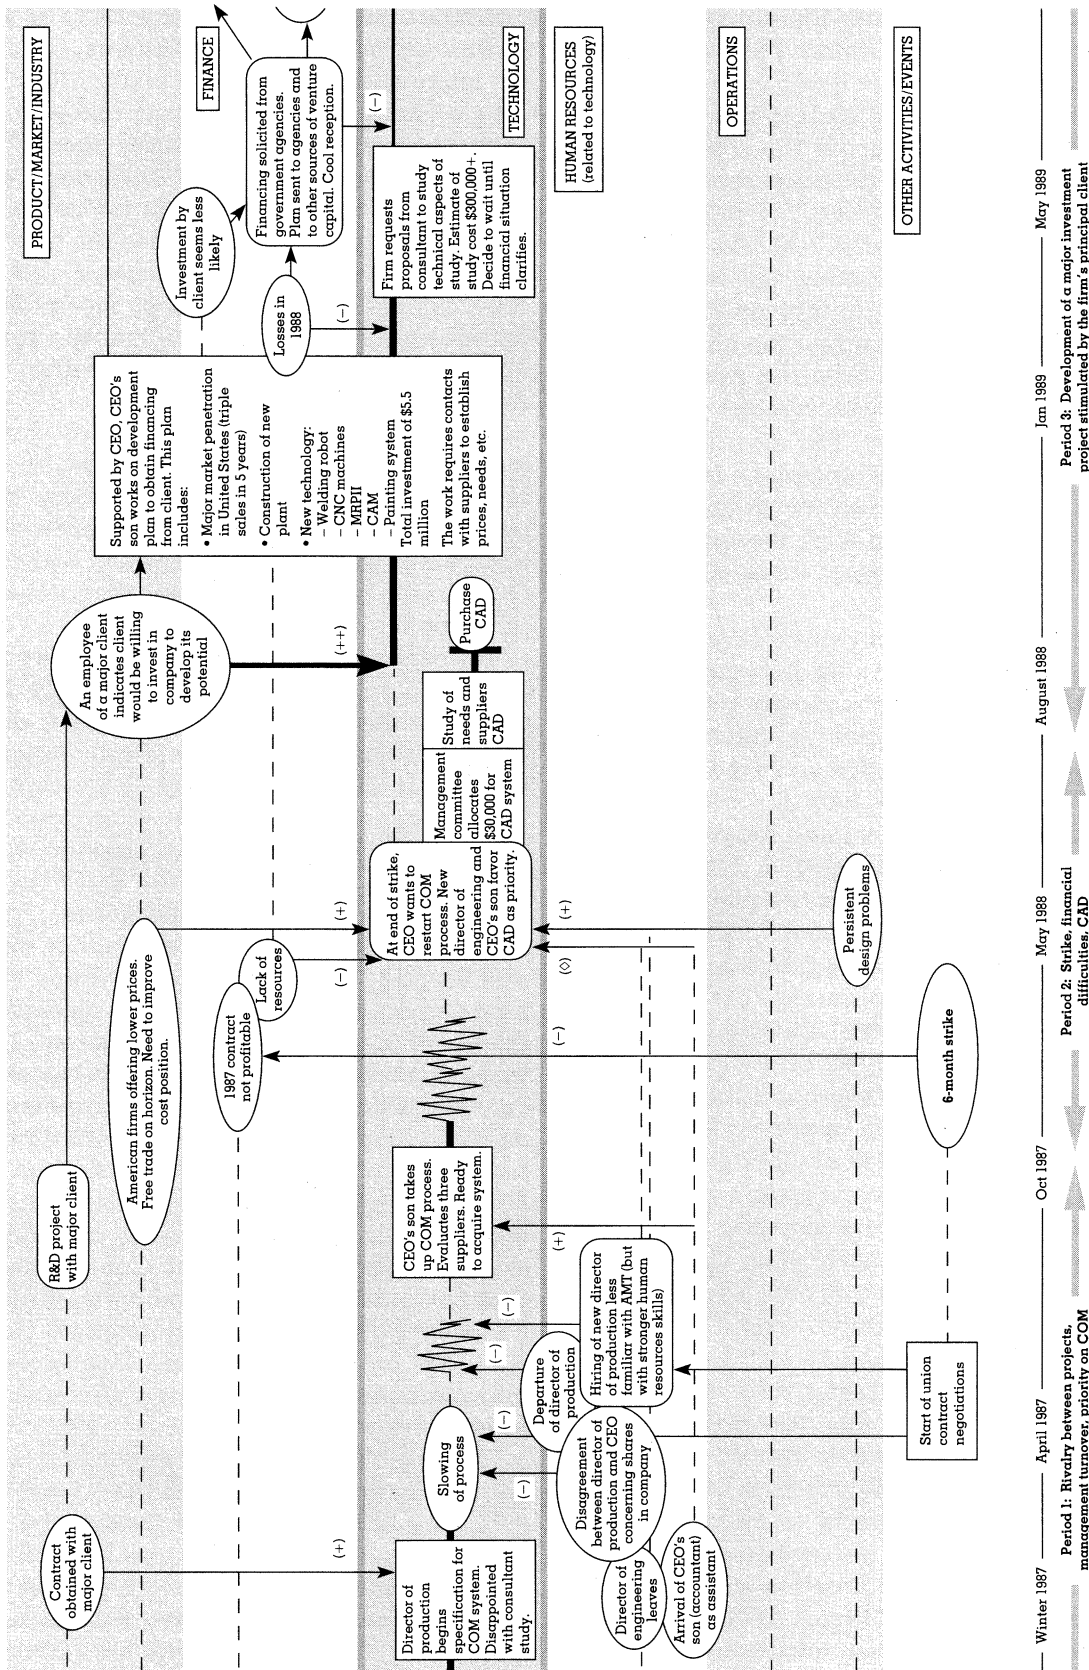 PRODUCT/MARKET/INDUSTRY
Contract
obtained with
major client
R&D project
with major client
American firms offering lower prices.
Free trade on horizon. Need to improve
cost position.
An employee
of a major client
indicates client
would be willing
to invest in
company to
develop its
potential
Supported by CEO, CEO's
son works on development
plan to obtain financing
from client. This plan
includes:
• Major market penetration
in United States (triple
sales in 5 years)
• Construction of new
plant
• New technology:
– Welding robot
– CNC machines
– MRPII
– CAM
– Painting system
Total investment of $5.5
million
The work requires contacts
with suppliers to establish
prices, needs, etc.
FINANCE
1987 contract
not profitable
Lack of
resources
Investment by
client seems less
likely
Losses in
1988
Financing solicited from
government agencies.
Plan sent to agencies and
to other sources of venture
capital. Cool reception.
(+)
(−)
(+)
(++)
(−)
(−)
TECHNOLOGY
Director of
production
begins
specification for
COM system.
Disappointed
with consultant
study.
Slowing
of process
CEO's son takes
up COM process.
Evaluates three
suppliers. Ready
to acquire system.
At end of strike,
CEO wants to
restart COM
process. New
director of
engineering and
CEO's son favor
CAD as priority.
Management
committee
allocates
$30,000 for
CAD system
Study of
needs and
suppliers
CAD
Purchase
CAD
Firm requests
proposals from
consultant to study
technical aspects of
study. Estimate of
study cost $300,000+.
Decide to wait until
financial situation
clarifies.
(−)
(−)
(−)
(−)
(+)
(−)
(◊)
(+)
HUMAN RESOURCES
(related to technology)
Director of
engineering
leaves
Arrival of CEO's
son (accountant)
as assistant
Disagreement
between director of
production and CEO
concerning shares
in company
Departure
of director of
production
Hiring of new director
of production less
familiar with AMT (but
with stronger human
resources skills)
OPERATIONS
Persistent
design problems
OTHER ACTIVITIES/EVENTS
Start of union
contract
negotiations
6-month strike
Winter 1987
April 1987
Oct 1987
May 1988
August 1988
Jan 1989
May 1989
Period 1: Rivalry between projects,
management turnover, priority on COM
Period 2: Strike, financial
difficulties, CAD
Period 3: Development of a major investment
project stimulated by the firm's principal client